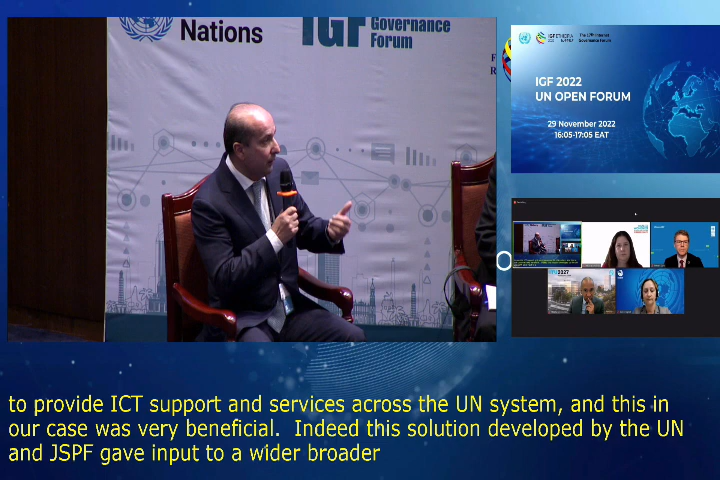 Nations
IGF Governance
Forum
F
R
IGF 2022
UN OPEN FORUM
29 November 2022
16:05-17:05 EAT
2027
to provide ICT support and services across the UN system, and this in
our case was very beneficial.  Indeed this solution developed by the UN
and JSPF gave input to a wider broader